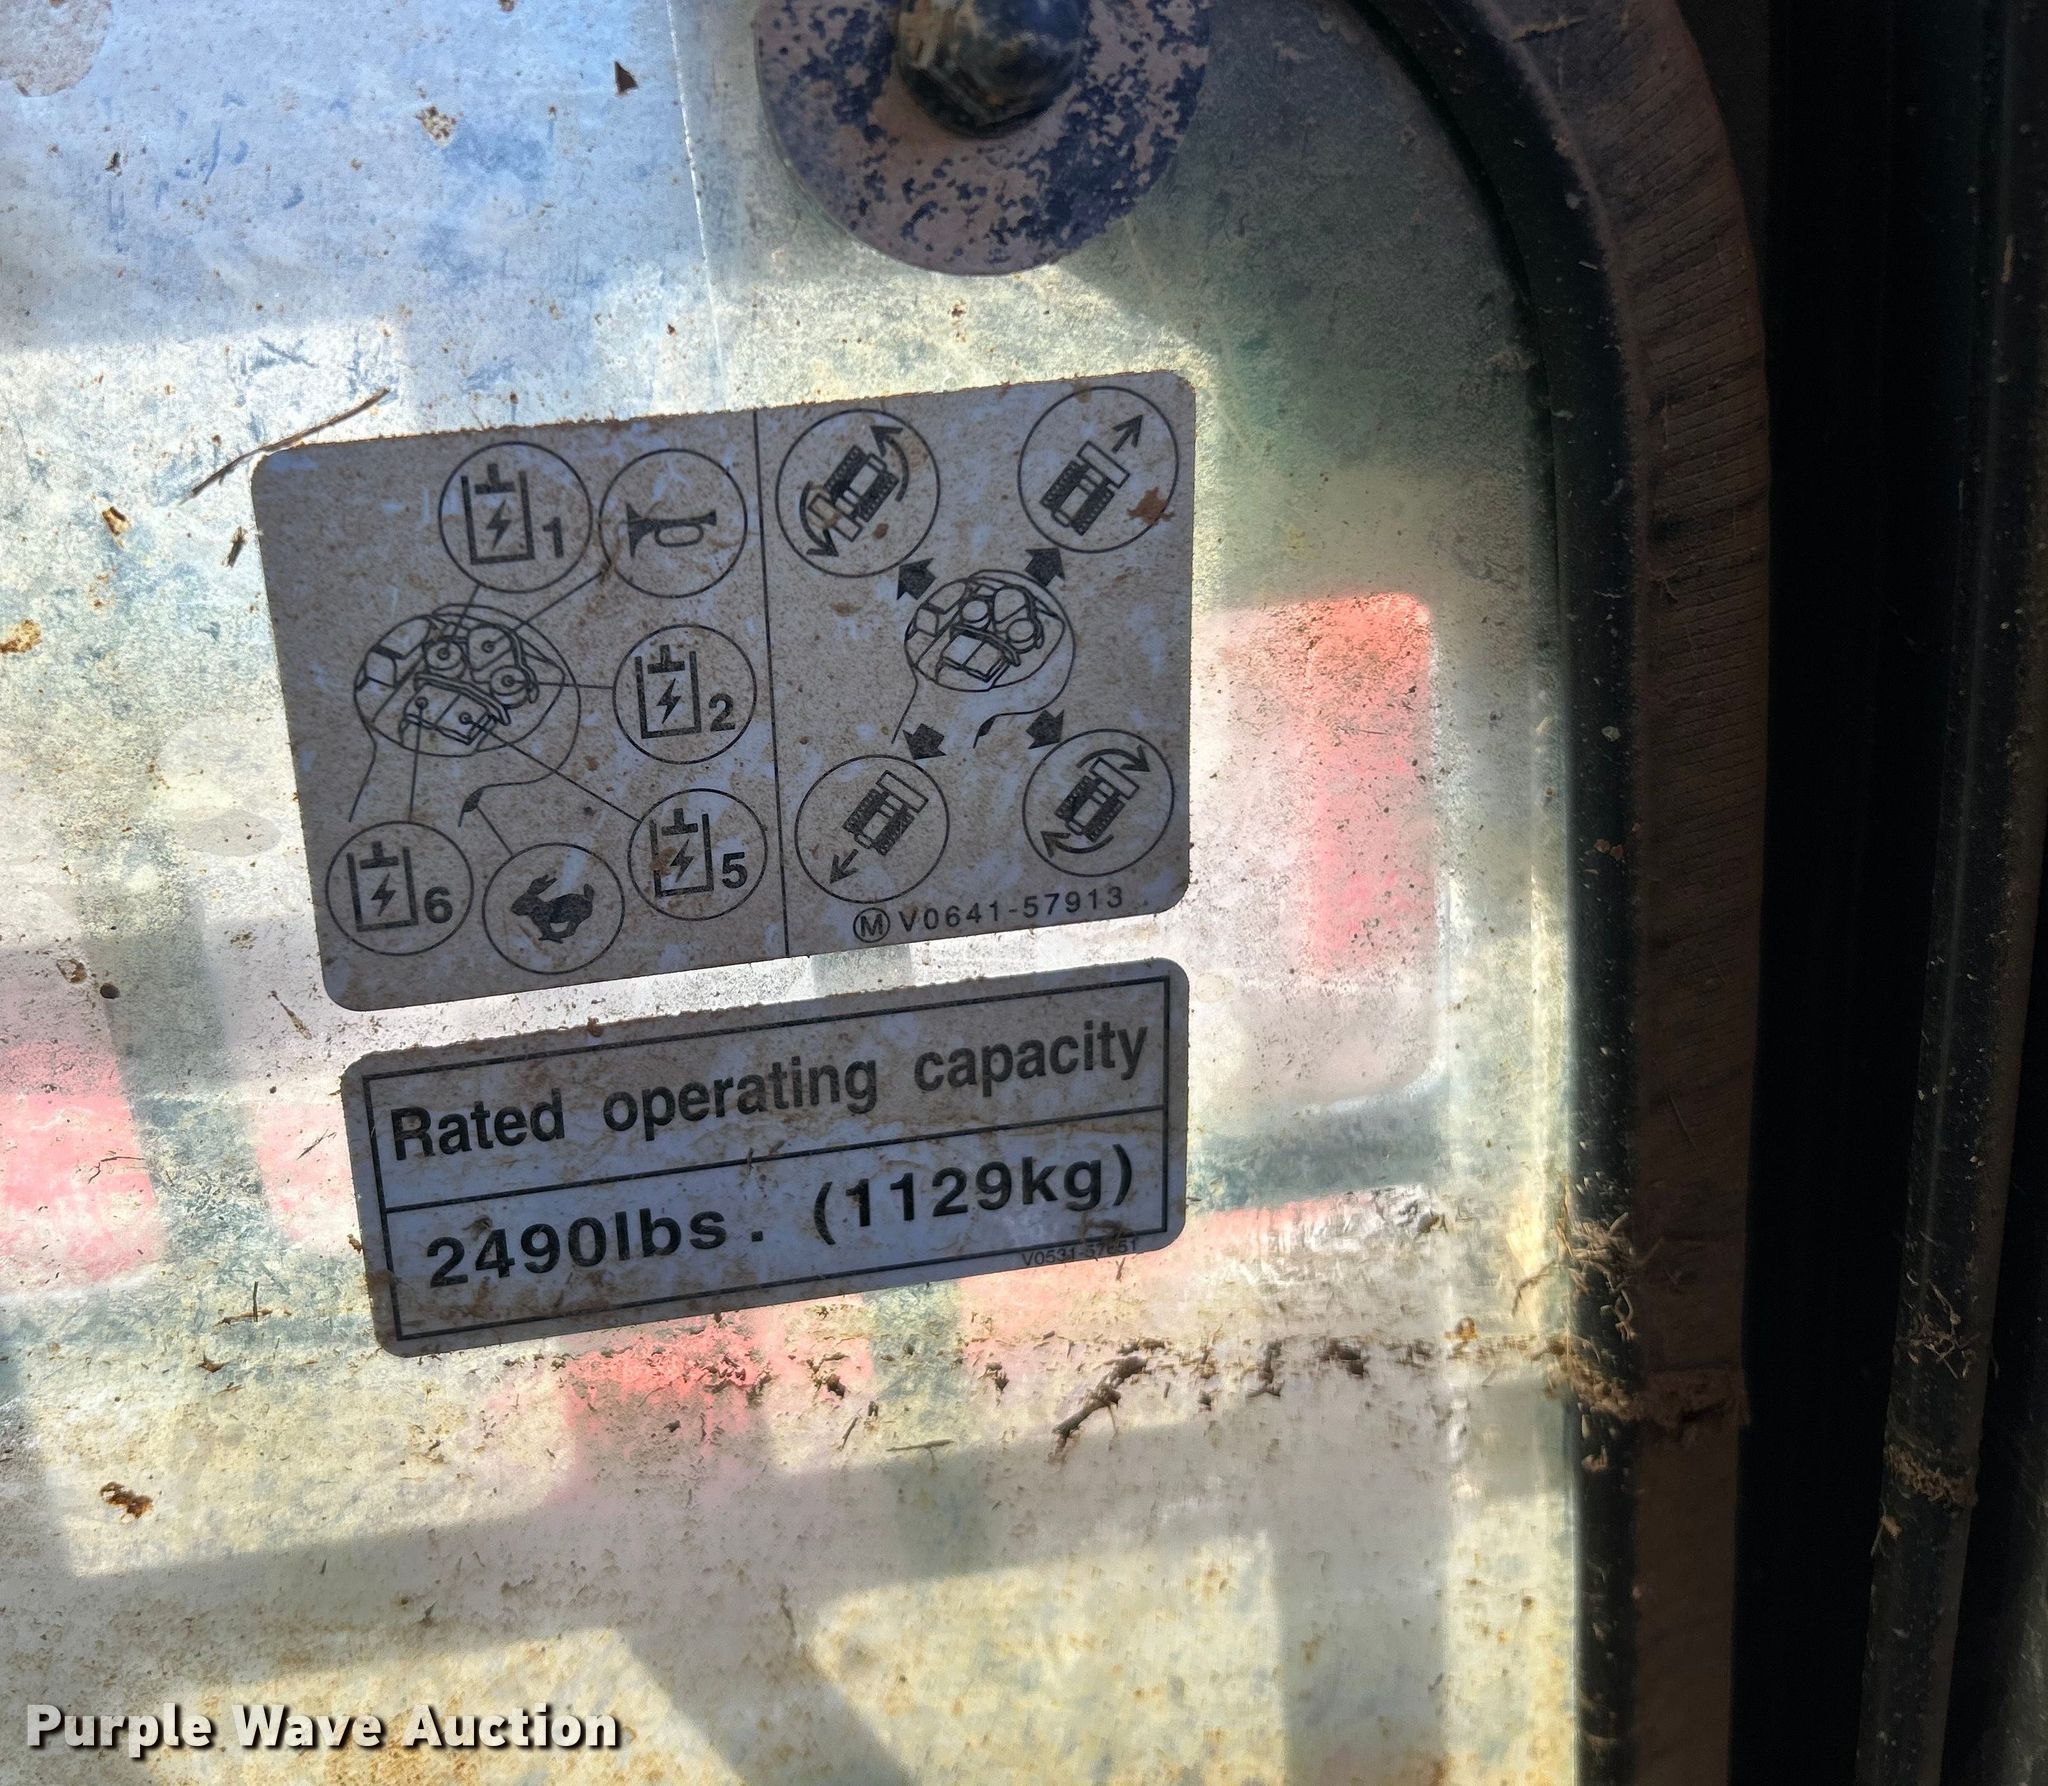 1
2
6
5
M V0641-57913
Rated operating capacity
2490lbs. (1129kg)
Purple Wave Auction